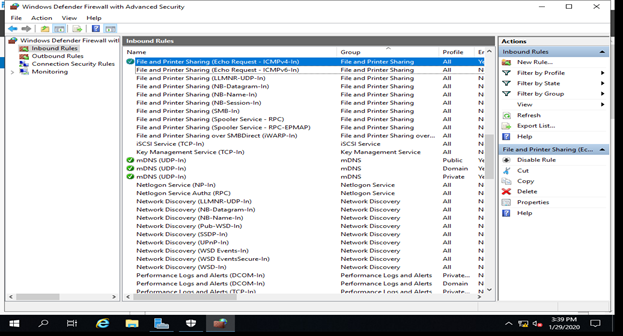 Windows Defender Firewall with Advanced Security
File Action View Help
Windows Defender Firewall with
Inbound Rules
Outbound Rules
Connection Security Rules
Monitoring
Inbound Rules
Name Group Profile
File and Printer Sharing (Echo Request - ICMPv4-In) File and Printer Sharing All Ye
File and Printer Sharing (Echo Request - ICMPv6-In) File and Printer Sharing All N
File and Printer Sharing (LLMNR-UDP-In) File and Printer Sharing All N
File and Printer Sharing (NB-Datagram-In) File and Printer Sharing All N
File and Printer Sharing (NB-Name-In) File and Printer Sharing All N
File and Printer Sharing (NB-Session-In) File and Printer Sharing All N
File and Printer Sharing (SMB-In) File and Printer Sharing All N
File and Printer Sharing (Spooler Service - RPC) File and Printer Sharing All N
File and Printer Sharing (Spooler Service - RPC-EPMAP) File and Printer Sharing All N
File and Printer Sharing over SMBDirect (iWARP-In) File and Printer Sharing over... All N
iSCSI Service (TCP-In) iSCSI Service All N
Key Management Service (TCP-In) Key Management Service All N
mDNS (UDP-In) mDNS Public Ye
mDNS (UDP-In) mDNS Domain Ye
mDNS (UDP-In) mDNS Private Ye
Netlogon Service (NP-In) Netlogon Service All N
Netlogon Service Authz (RPC) Netlogon Service All N
Network Discovery (LLMNR-UDP-In) Network Discovery All N
Network Discovery (NB-Datagram-In) Network Discovery All N
Network Discovery (NB-Name-In) Network Discovery All N
Network Discovery (Pub-WSD-In) Network Discovery All N
Network Discovery (SSDP-In) Network Discovery All N
Network Discovery (UPnP-In) Network Discovery All N
Network Discovery (WSD Events-In) Network Discovery All N
Network Discovery (WSD EventsSecure-In) Network Discovery All N
Network Discovery (WSD-In) Network Discovery All N
Performance Logs and Alerts (DCOM-In) Performance Logs and Alerts Private... N
Performance Logs and Alerts (DCOM-In) Performance Logs and Alerts Domain N
Performance Logs and Alerts (TCP-In) Performance Logs and Alerts Private... N
Actions
Inbound Rules
New Rule...
Filter by Profile
Filter by State
Filter by Group
View
Refresh
Export List...
Help
File and Printer Sharing (Ec...
Disable Rule
Cut
Copy
Delete
Properties
Help
3:39 PM
1/29/2020